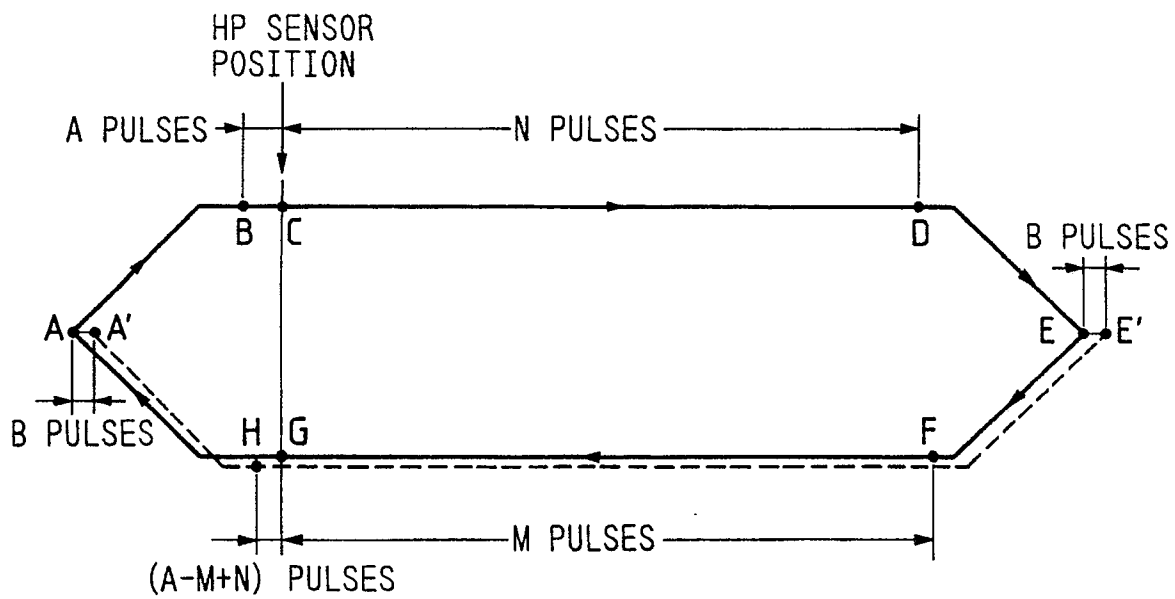 HP SENSOR
POSITION
A PULSES
N PULSES
B C
D
B PULSES
A A'
E E'
B PULSES
H G
F
M PULSES
(A-M+N) PULSES